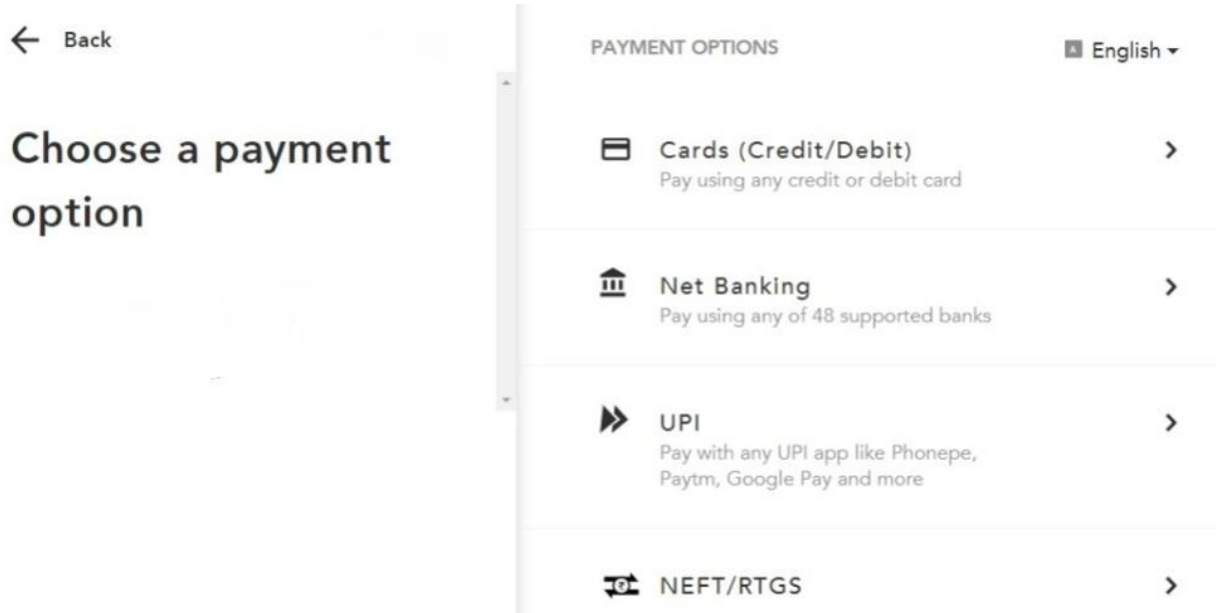 Back
Choose a payment
option
PAYMENT OPTIONS
English
Cards (Credit/Debit)
Pay using any credit or debit card
Net Banking
Pay using any of 48 supported banks
UPI
Pay with any UPI app like Phonepe,
Paytm, Google Pay and more
NEFT/RTGS